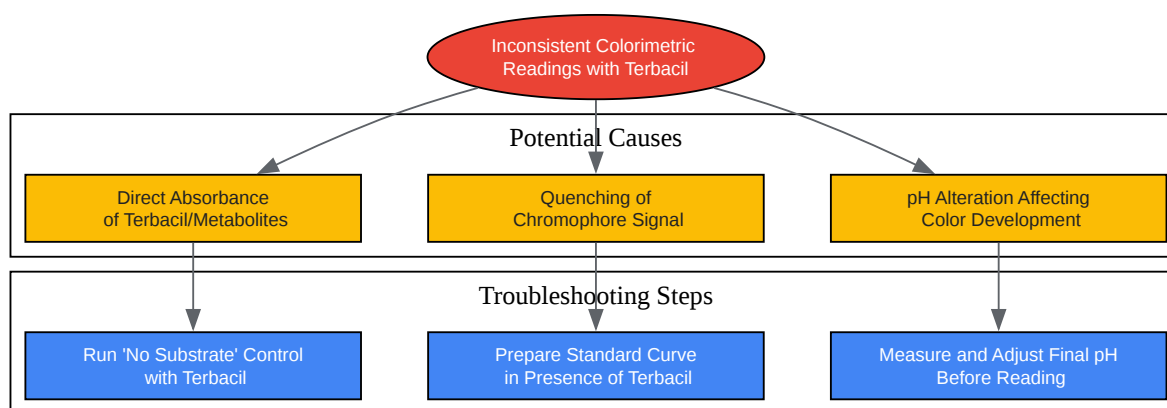 Inconsistent Colorimetric
Readings with Terbacil
Potential Causes
Direct Absorbance
of Terbacil/Metabolites
Quenching of
Chromophore Signal
pH Alteration Affecting
Color Development
Troubleshooting Steps
Run 'No Substrate' Control
with Terbacil
Prepare Standard Curve
in Presence of Terbacil
Measure and Adjust Final pH
Before Reading